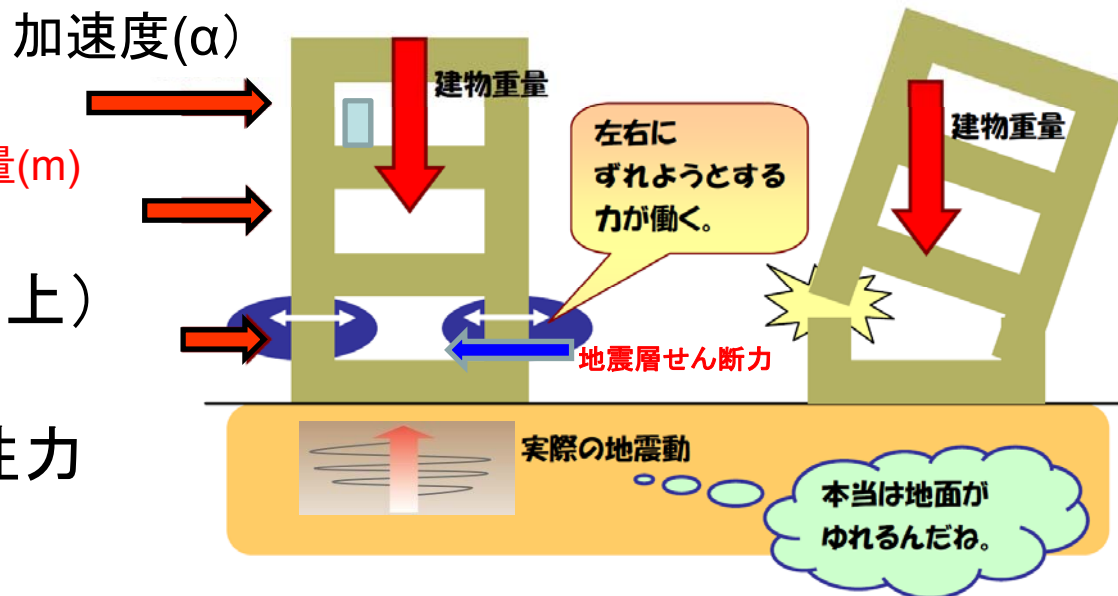 加速度(α)
建物重量
量(m)
左右に
ずれようとする
力が働く。
建物重量
上）
地震層せん断力
性力
実際の地震動
本当は地面が
ゆれるんだね。